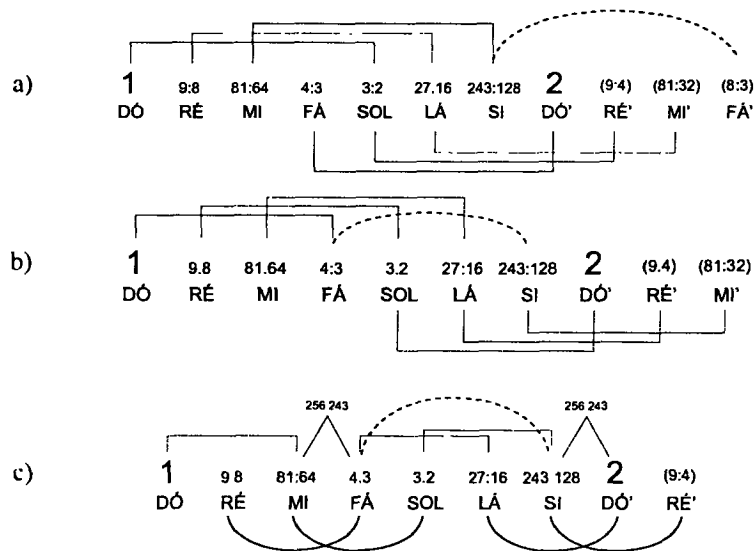 a)
1 9:8 81:64 4:3 3:2 27.16 243:128 2 (9:4) (81:32) (8:3)
DÓ RÉ MI FÁ SOL LÁ SI DÓ' RÉ' MI' FÁ'
b)
1 9.8 81.64 4:3 3.2 27:16 243:128 2 (9.4) (81:32)
DÓ RÉ MI FÁ SOL LÁ SI DÓ' RÉ' MI'
256 243 256 243
c)
1 9 8 81:64 4.3 3.2 27:16 243 128 2 (9:4)
DÓ RÉ MI FÁ SOL LÁ SI DÓ' RÉ'